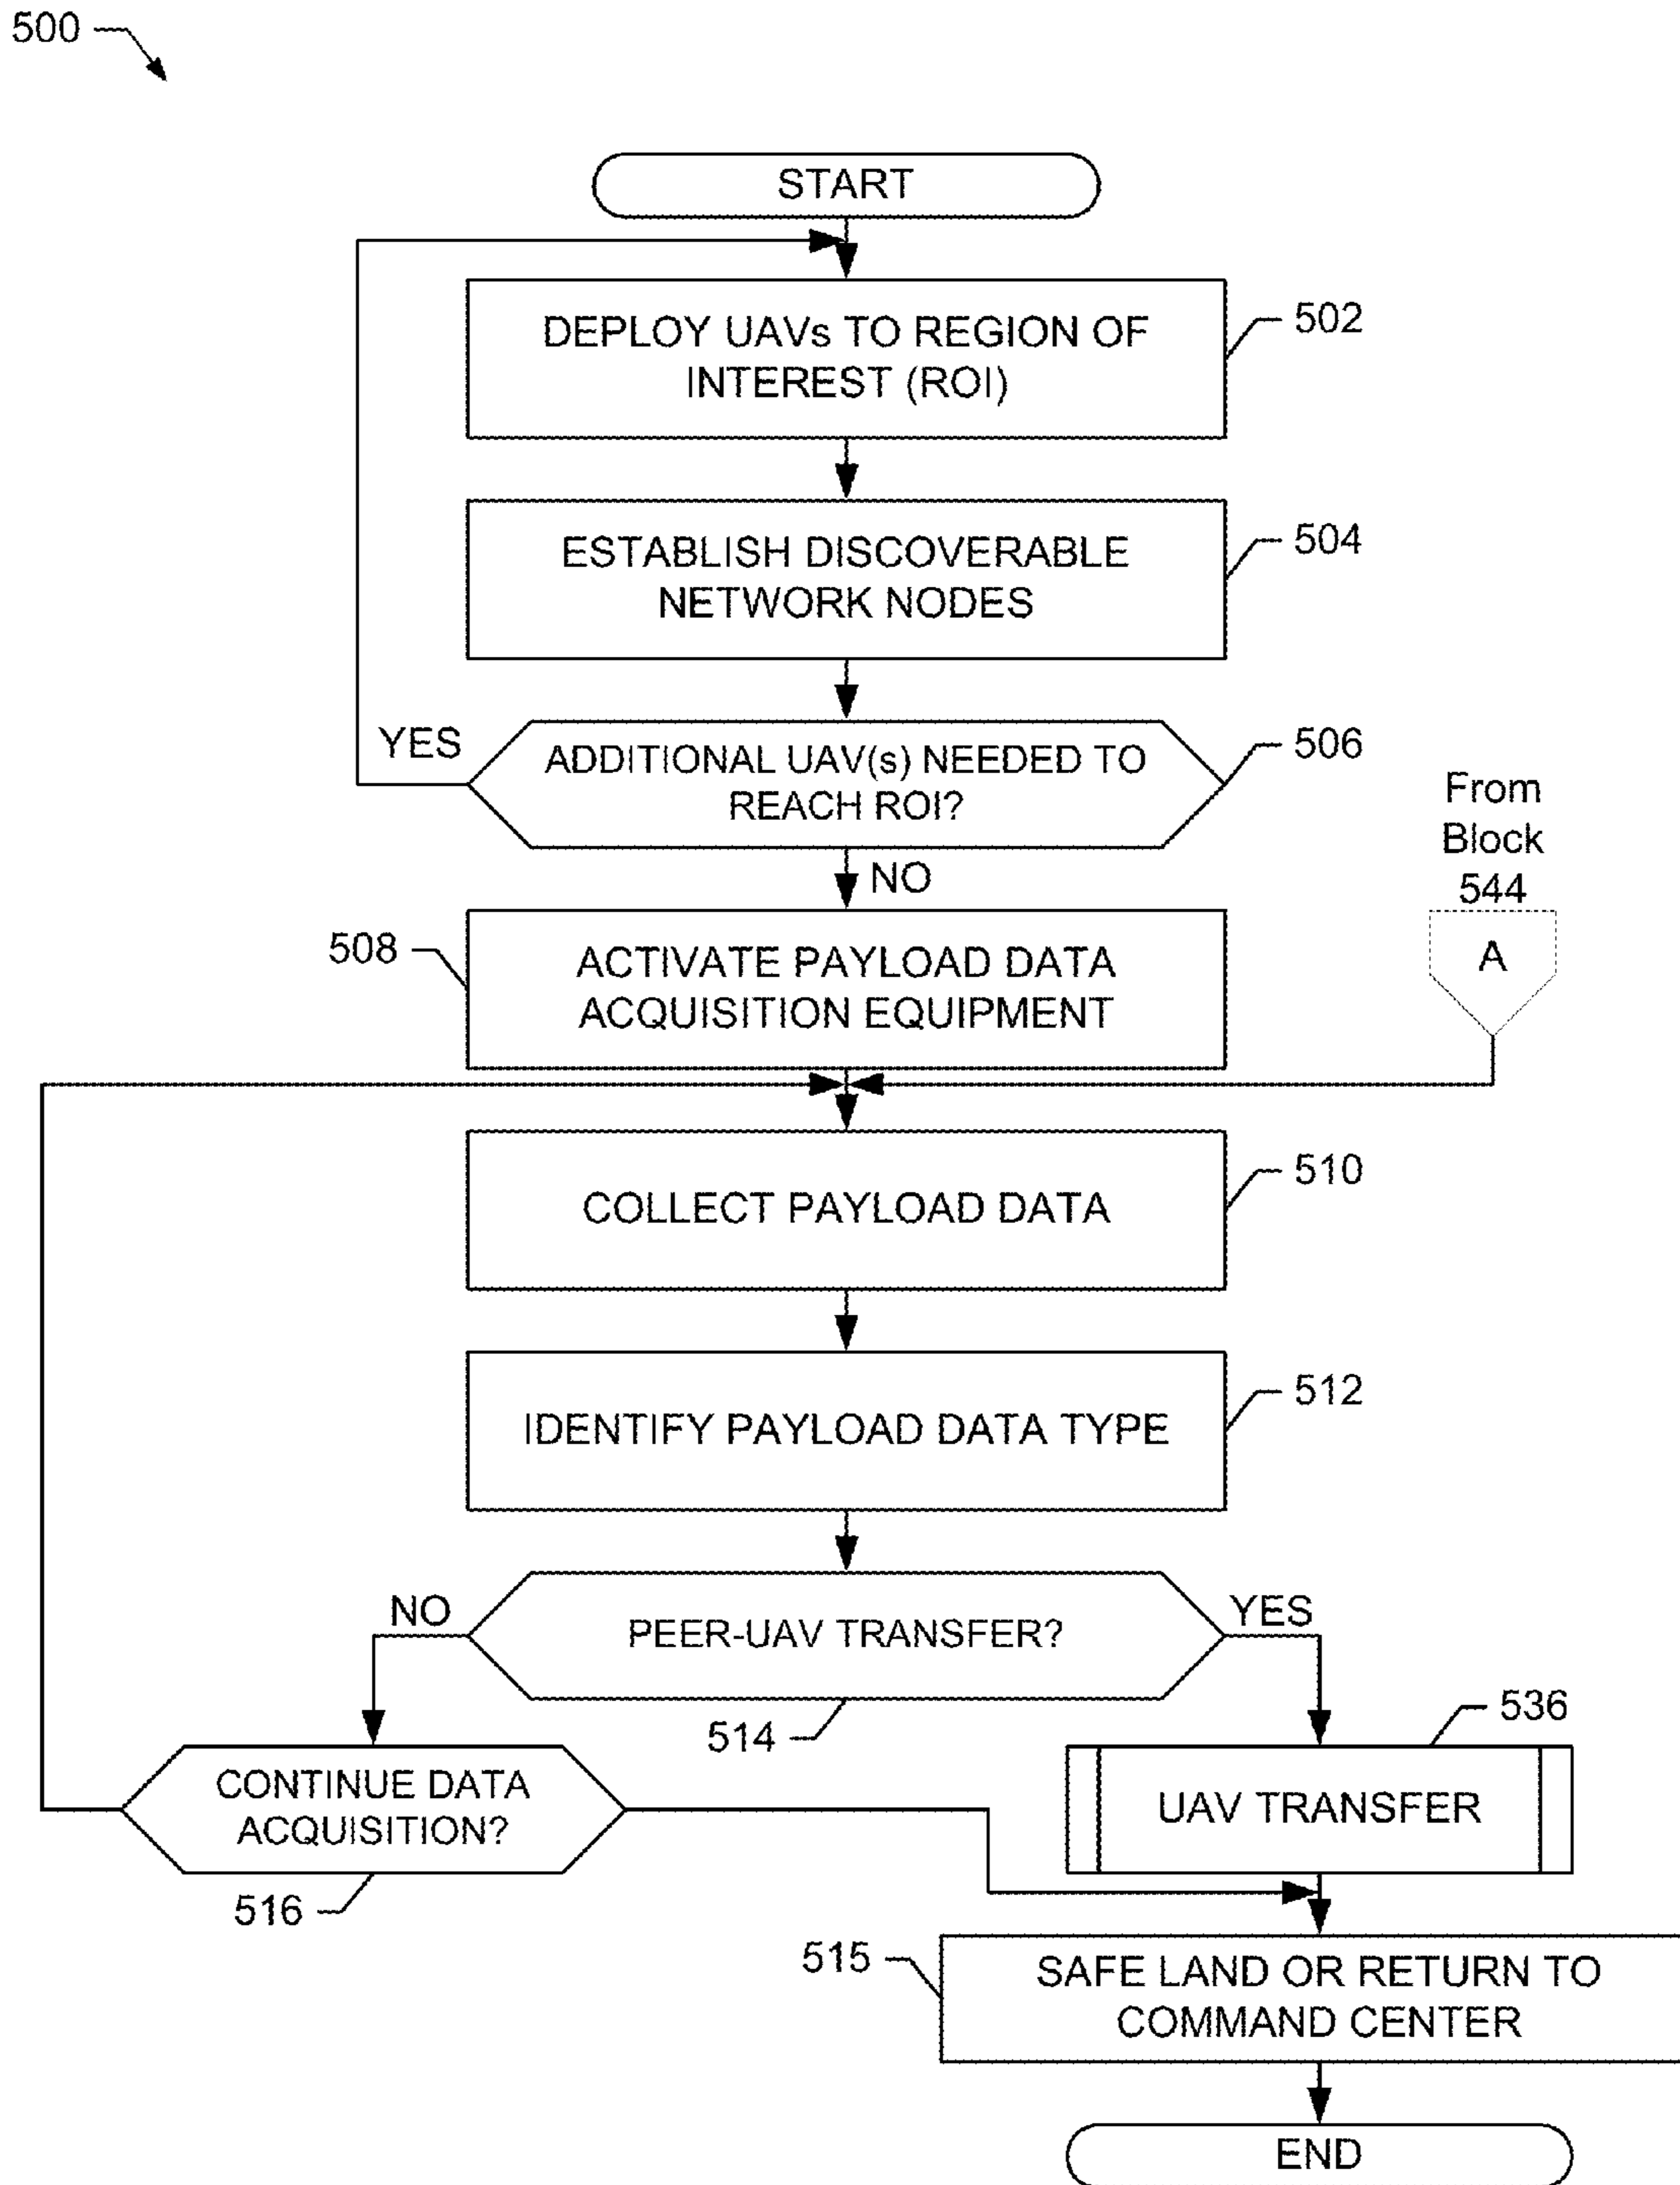 500
START
DEPLOY UAVs TO REGION OF
INTEREST (ROI)
502
ESTABLISH DISCOVERABLE
NETWORK NODES
504
YES
ADDITIONAL UAV(s) NEEDED TO
REACH ROI?
506
NO
From
Block
544
A
508
ACTIVATE PAYLOAD DATA
ACQUISITION EQUIPMENT
COLLECT PAYLOAD DATA
510
IDENTIFY PAYLOAD DATA TYPE
512
NO
PEER-UAV TRANSFER?
YES
514
536
CONTINUE DATA
ACQUISITION?
516
UAV TRANSFER
515
SAFE LAND OR RETURN TO
COMMAND CENTER
END